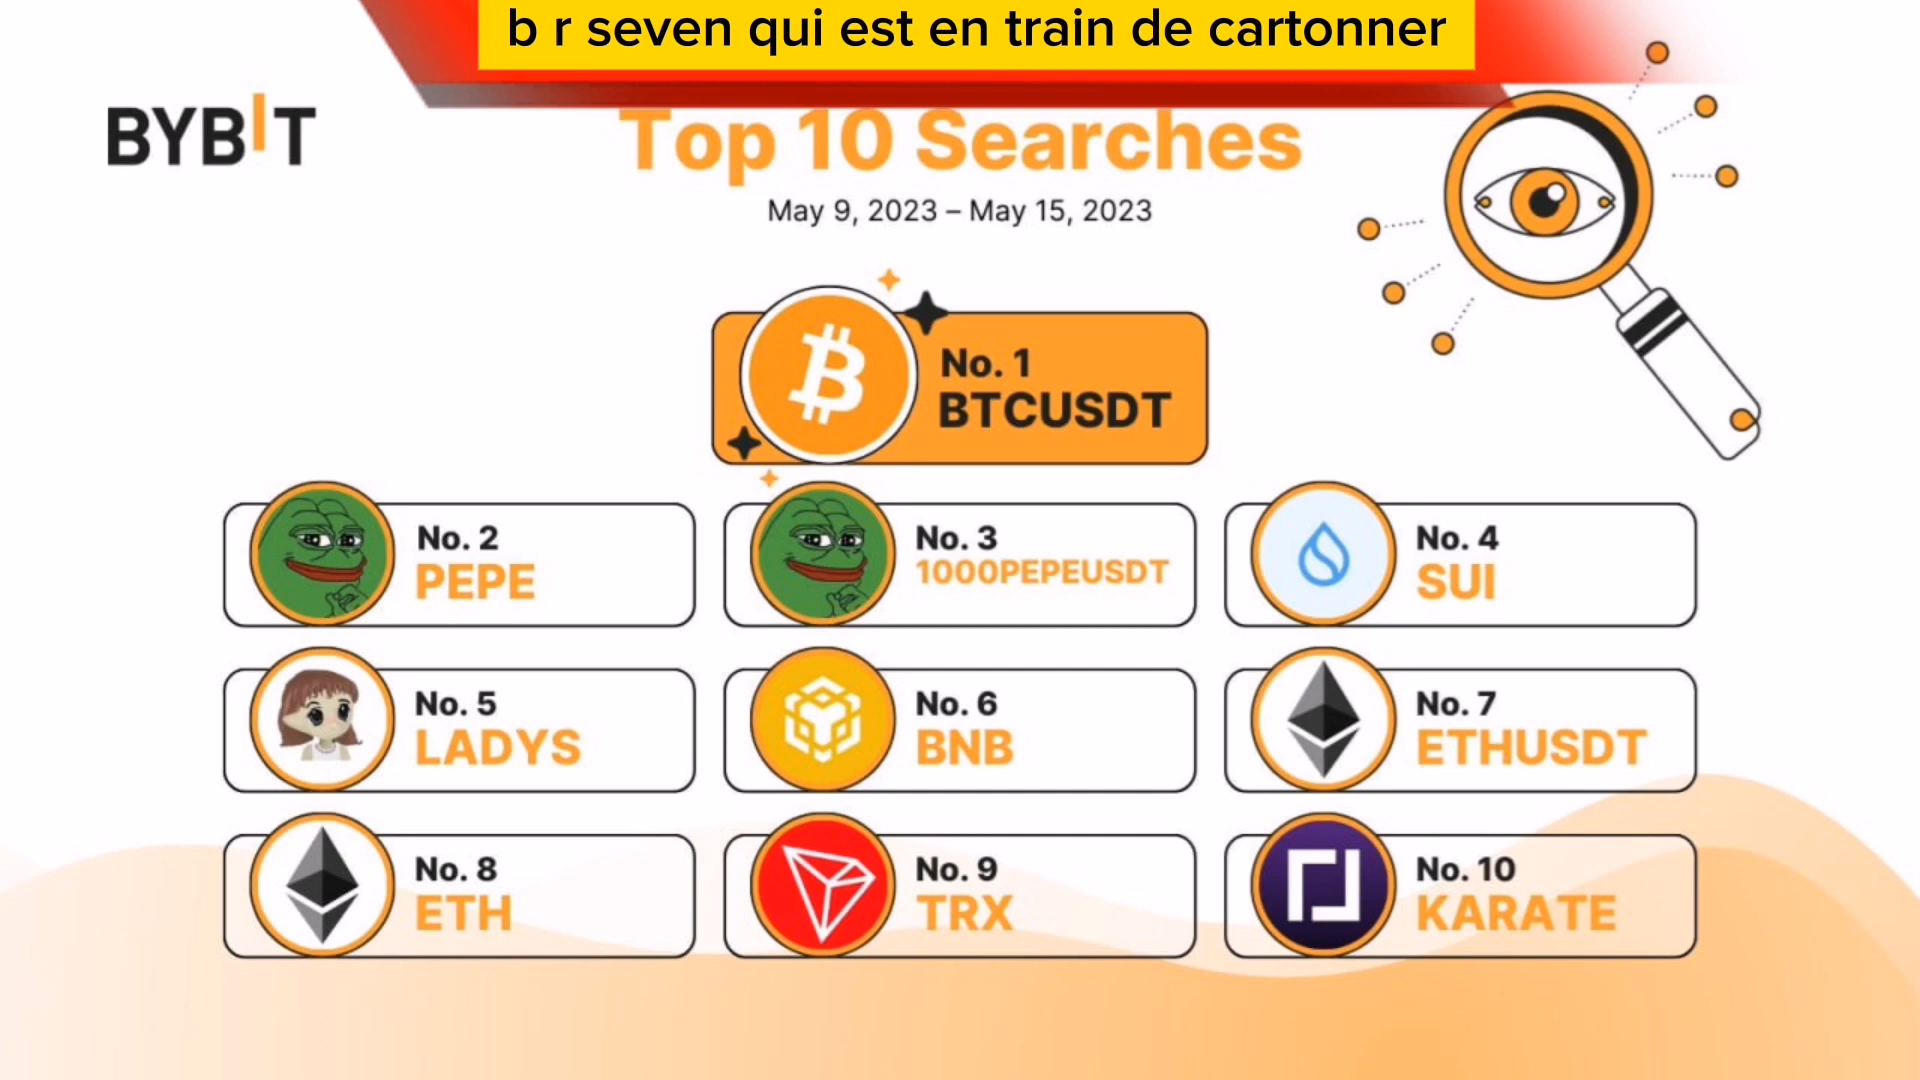 b r seven qui est en train de cartonner
BYBIT
Top 10 Searches
May 9, 2023 – May 15, 2023
No. 1
BTCUSDT
No. 2
PEPE
No. 3
1000PEPEUSDT
No. 4
SUI
No. 5
LADYS
No. 6
BNB
No. 7
ETHUSDT
No. 8
ETH
No. 9
TRX
No. 10
KARATE